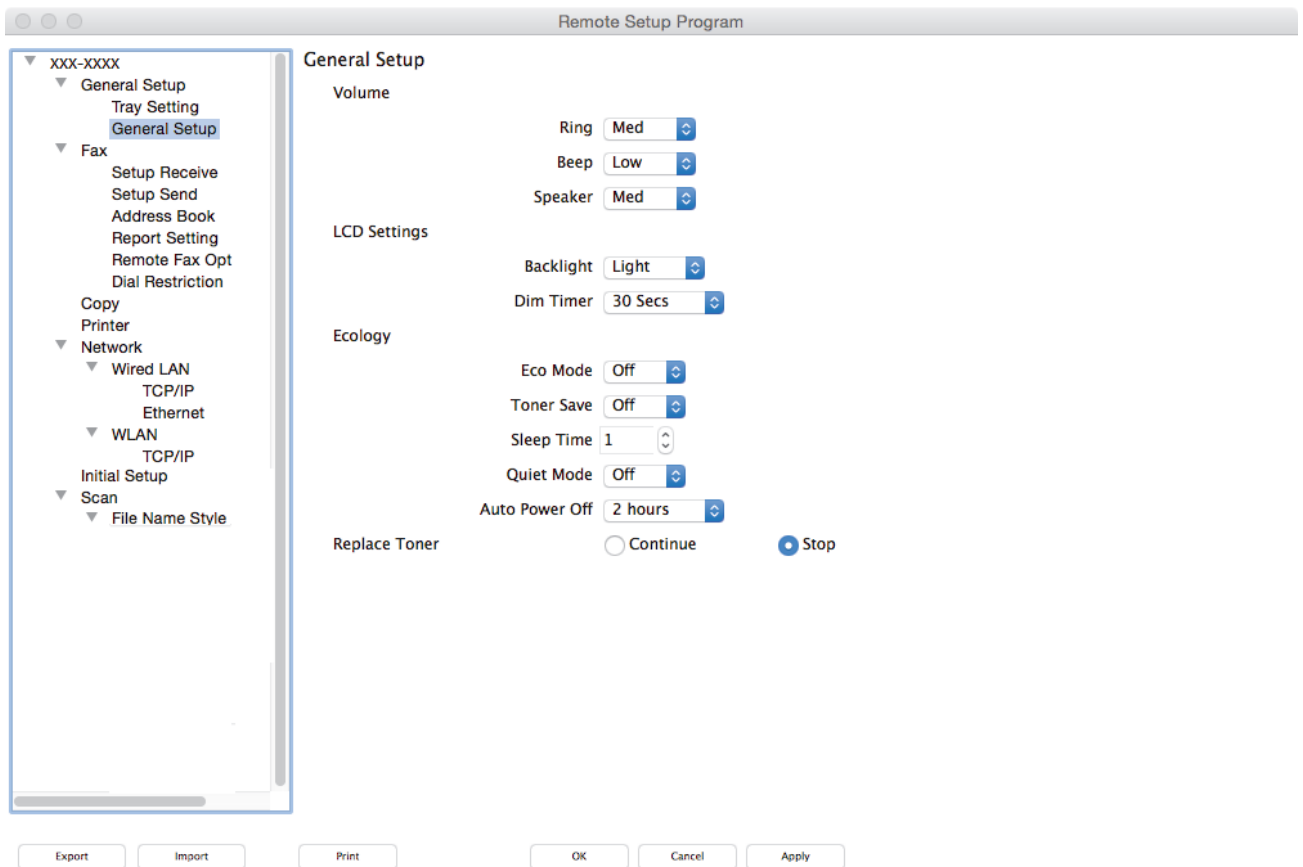 Remote Setup Program
XXX-XXXX
General Setup
Tray Setting
General Setup
Fax
Setup Receive
Setup Send
Address Book
Report Setting
Remote Fax Opt
Dial Restriction
Copy
Printer
Network
Wired LAN
TCP/IP
Ethernet
WLAN
TCP/IP
Initial Setup
Scan
File Name Style
General Setup
Volume
Ring Med
Beep Low
Speaker Med
LCD Settings
Backlight Light
Dim Timer 30 Secs
Ecology
Eco Mode Off
Toner Save Off
Sleep Time 1
Quiet Mode Off
Auto Power Off 2 hours
Replace Toner Continue Stop
Export Import Print OK Cancel Apply